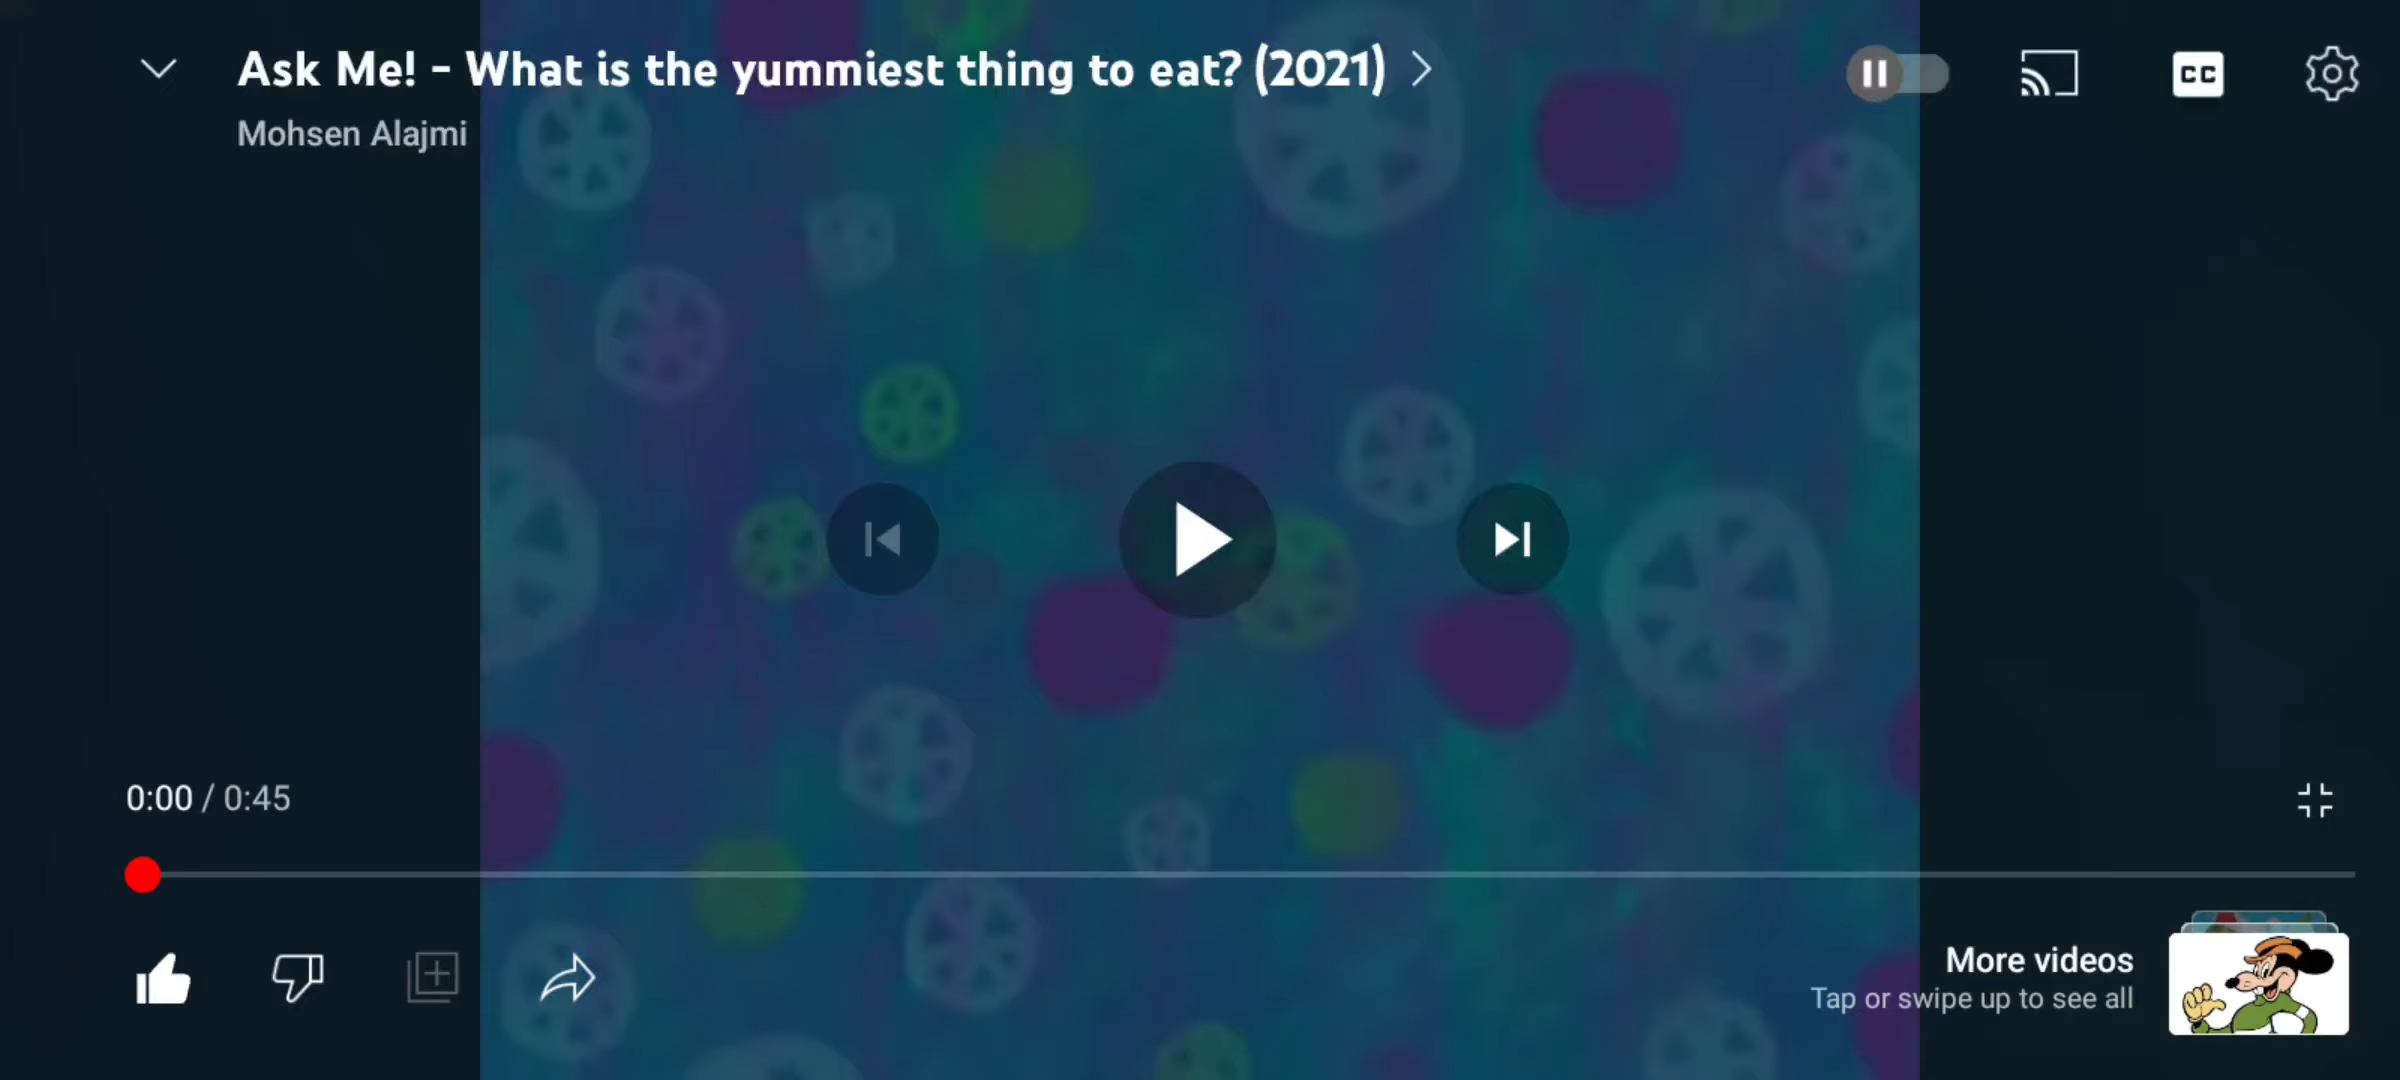 Ask Me! - What is the yummiest thing to eat? (2021)
Mohsen Alajmi
CC
0:00 / 0:45
More videos
Tap or swipe up to see all